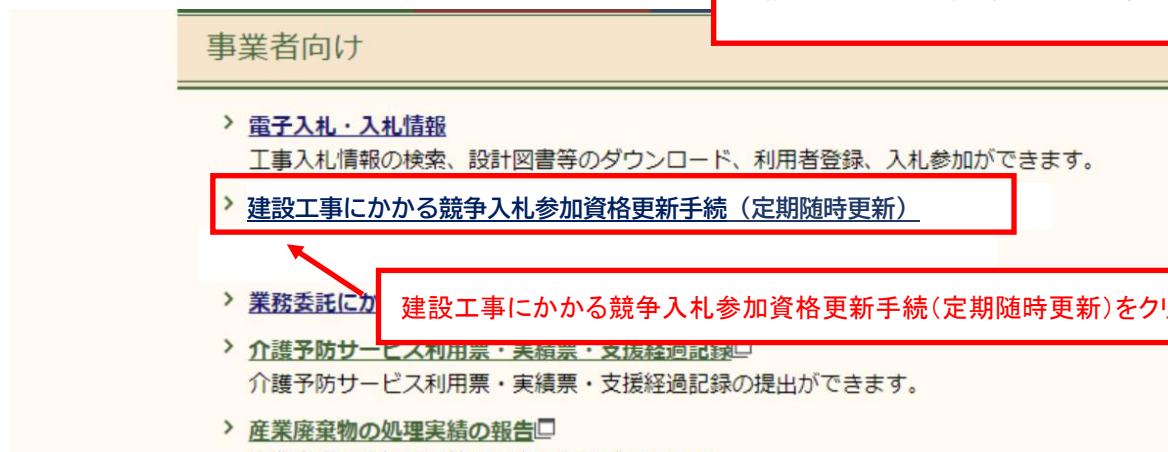 事業者向け
電子入札・入札情報
工事入札情報の検索、設計図書等のダウンロード、利用者登録、入札参加ができます。
建設工事にかかる競争入札参加資格更新手続（定期随時更新）
業務委託にか
建設工事にかかる競争入札参加資格更新手続（定期随時更新）をクリ
介護予防サービス利用票・実績票・支援経過記録
介護予防サービス利用票・実績票・支援経過記録の提出ができます。
産業廃棄物の処理実績の報告